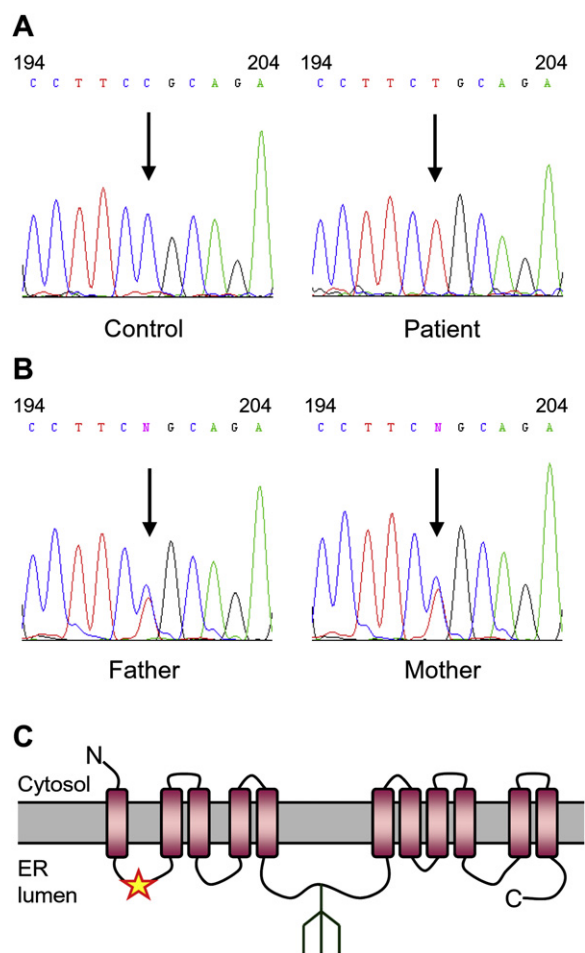 A
194 204 194 204
C C T T C C G C A G A C C T T C T G C A G A
Control Patient
B
194 204 194 204
C C T T C N G C A G A C C T T C N G C A G A
Father Mother
C
N
Cytosol
ER
lumen
C